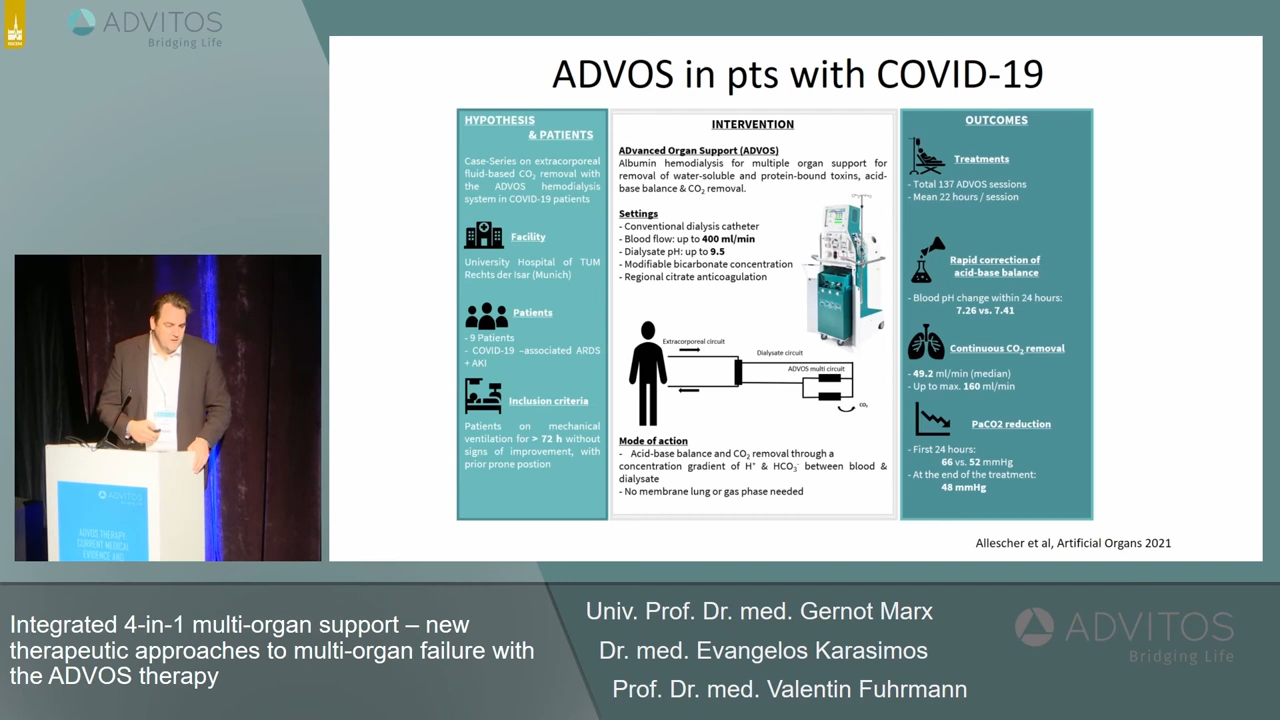 ADVITOS
Bridging Life
ADVOS in pts with COVID-19
HYPOTHESIS
& PATIENTS
Case-Series on extracorporeal
fluid-based CO₂ removal with
the ADVOS hemodialysis
system in COVID-19 patients
Facility
University Hospital of TUM
Rechts der Isar (Munich)
Patients
- 9 Patients
- COVID-19 –associated ARDS
+ AKI
Inclusion criteria
Patients on mechanical
ventilation for > 72 h without
signs of improvement, with
prior prone postion
INTERVENTION
ADvanced Organ Support (ADVOS)
Albumin hemodialysis for multiple organ support for
removal of water-soluble and protein-bound toxins, acid-
base balance & CO₂ removal.
Settings
- Conventional dialysis catheter
- Blood flow: up to 400 ml/min
- Dialysate pH: up to 9.5
- Modifiable bicarbonate concentration
- Regional citrate anticoagulation
Extracorporeal circuit
Dialysate circuit
ADVOS multi circuit
CO₂
Mode of action
- Acid-base balance and CO₂ removal through a
concentration gradient of H⁺ & HCO₃⁻ between blood &
dialysate
- No membrane lung or gas phase needed
OUTCOMES
Treatments
- Total 137 ADVOS sessions
- Mean 22 hours / session
Rapid correction of
acid-base balance
- Blood pH change within 24 hours:
7.26 vs. 7.41
Continuous CO₂ removal
- 49.2 ml/min (median)
- Up to max. 160 ml/min
PaCO2 reduction
- First 24 hours:
66 vs. 52 mmHg
- At the end of the treatment:
48 mmHg
Allescher et al, Artificial Organs 2021
ADVITOS
ADVOS THERAPY
CURRENT MEDICAL
EVIDENCE AND
Integrated 4-in-1 multi-organ support – new
therapeutic approaches to multi-organ failure with
the ADVOS therapy
Univ. Prof. Dr. med. Gernot Marx
Dr. med. Evangelos Karasimos
Prof. Dr. med. Valentin Fuhrmann
ADVITOS
Bridging Life